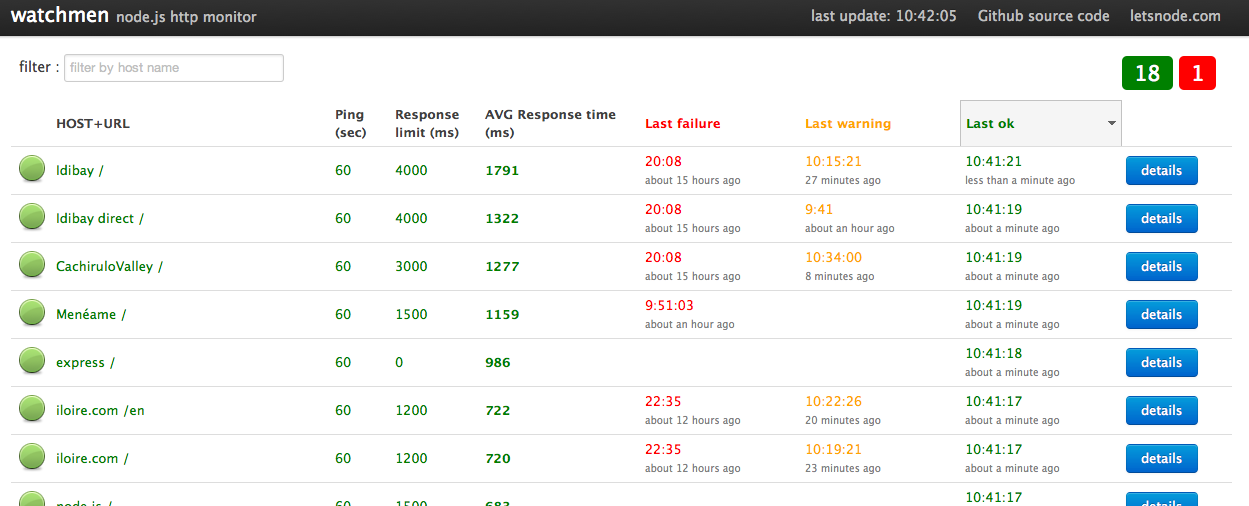 watchmen node.js http monitor last update: 10:42:05 Github source code letsnode.com
filter : filter by host name 18 1
HOST+URL Ping (sec) Response limit (ms) AVG Response time (ms) Last failure Last warning Last ok
Idibay / 60 4000 1791 20:08 10:15:21 10:41:21 details
about 15 hours ago 27 minutes ago less than a minute ago
Idibay direct / 60 4000 1322 20:08 9:41 10:41:19 details
about 15 hours ago about an hour ago about a minute ago
CachiruloValley / 60 3000 1277 20:08 10:34:00 10:41:19 details
about 15 hours ago 8 minutes ago about a minute ago
Menéame / 60 1500 1159 9:51:03 10:41:19 details
about an hour ago about a minute ago
express / 60 0 986 10:41:18 details
about a minute ago
iloire.com /en 60 1200 722 22:35 10:22:26 10:41:17 details
about 12 hours ago 20 minutes ago about a minute ago
iloire.com / 60 1200 720 22:35 10:19:21 10:41:17 details
about 12 hours ago 23 minutes ago about a minute ago
node.js / 60 1500 683 10:41:17 details